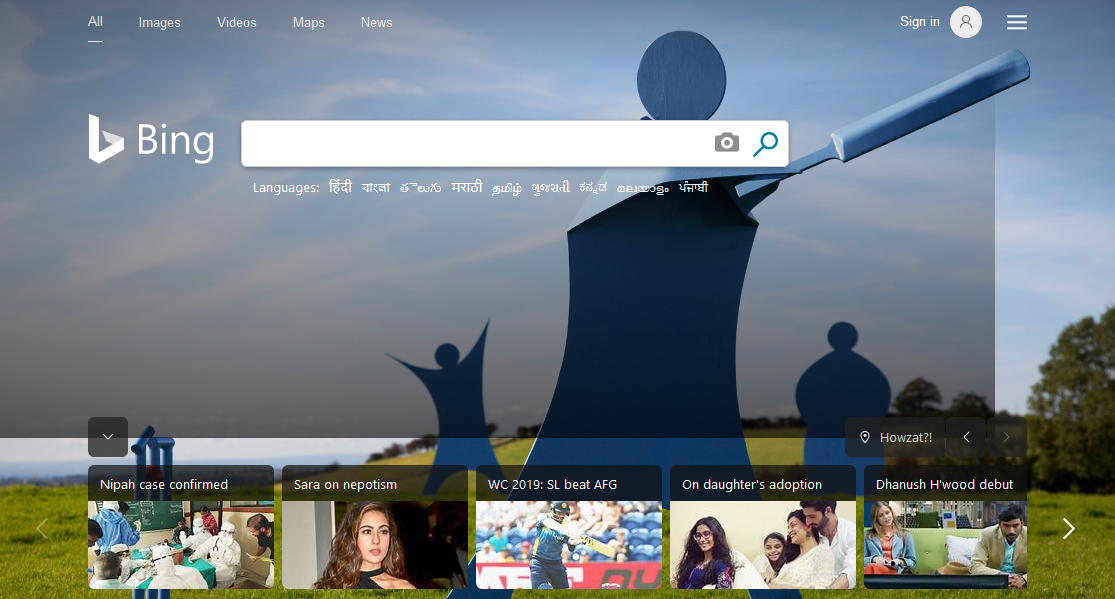 All Images Videos Maps News Sign in
Bing
Languages: हिंदी বাংলা తెలుగు मराठी தமிழ் ગુજરાતી ಕನ್ನಡ മലയാളം ਪੰਜਾਬੀ
Howzat?!
Nipah case confirmed
Sara on nepotism
WC 2019: SL beat AFG
On daughter's adoption
Dhanush H'wood debut